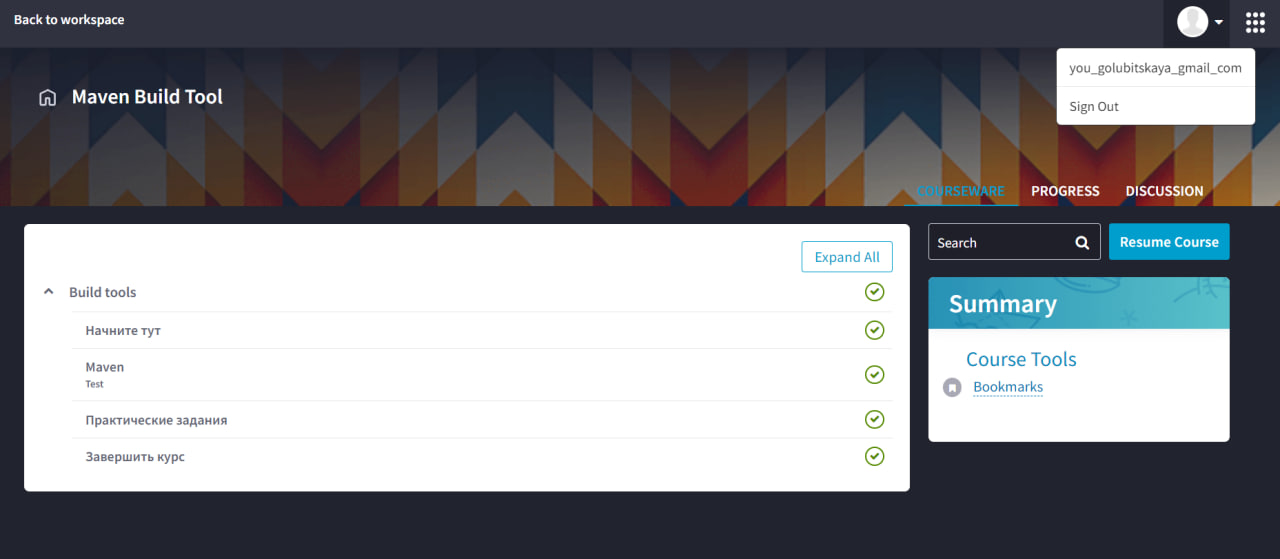 Back to workspace
you_golubitskaya_gmail_com
Sign Out
Maven Build Tool
COURSEWARE
PROGRESS
DISCUSSION
Expand All
Build tools
Начните тут
Maven
Test
Практические задания
Завершить курс
Search
Resume Course
Summary
Course Tools
Bookmarks